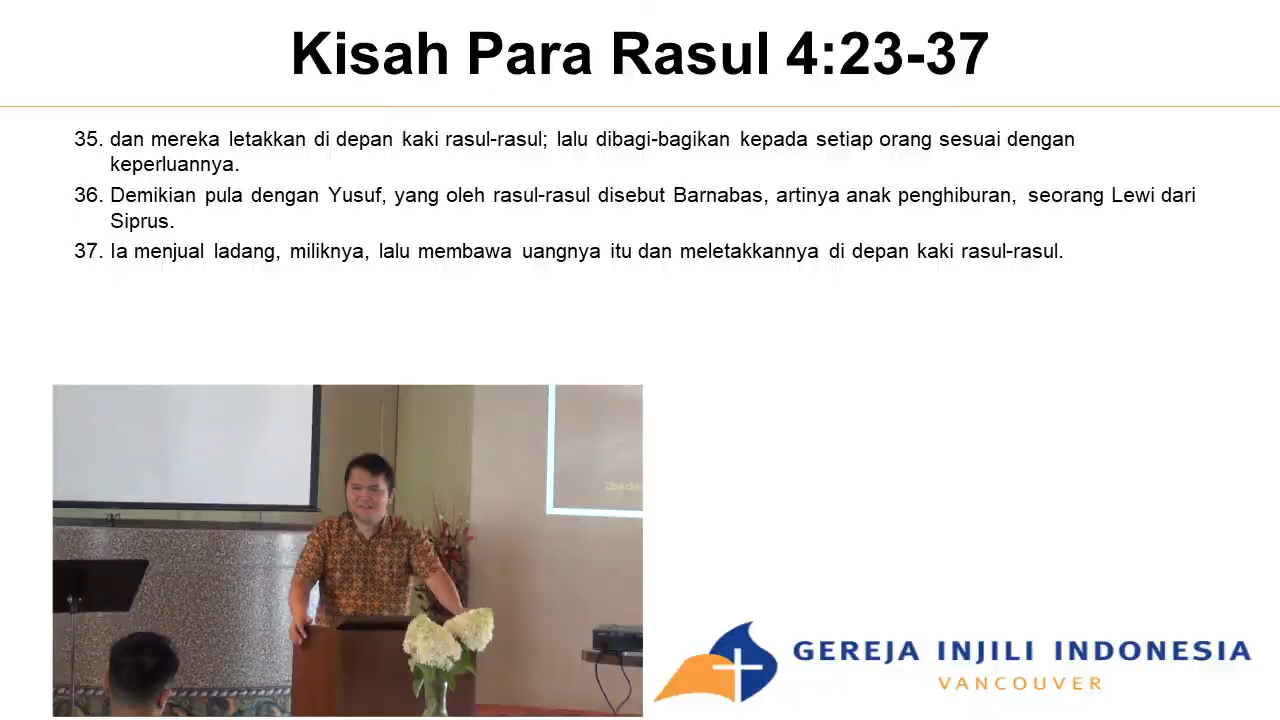 Kisah Para Rasul 4:23-37
35. dan mereka letakkan di depan kaki rasul-rasul; lalu dibagi-bagikan kepada setiap orang sesuai dengan
keperluannya.
36. Demikian pula dengan Yusuf, yang oleh rasul-rasul disebut Barnabas, artinya anak penghiburan, seorang Lewi dari
Siprus.
37. Ia menjual ladang, miliknya, lalu membawa uangnya itu dan meletakkannya di depan kaki rasul-rasul.
GEREJA INJILI INDONESIA
VANCOUVER